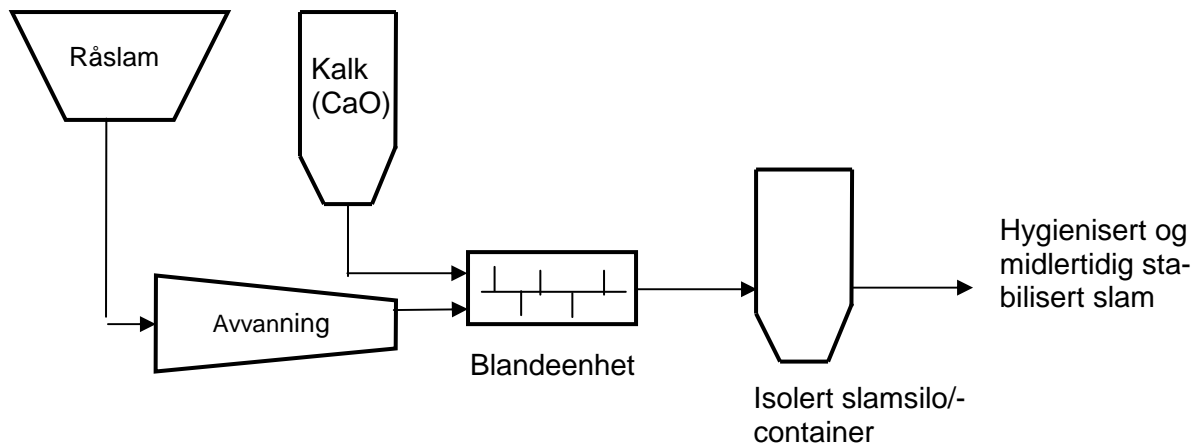 Råslam
Kalk
(CaO)
Avvanning
Blandeenhet
Isolert slamsilo/-
container
Hygienisert og
midlertidig sta-
bilisert slam